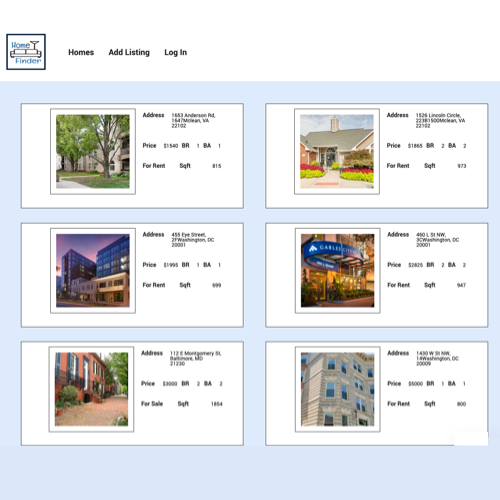 Home
Finder
Homes Add Listing Log In
Address 1653 Anderson Rd,
1647Mclean, VA
22102
Price $1540 BR 1 BA 1
For Rent Sqft 815
Address 1526 Lincoln Circle,
223B1500Mclean, VA
22102
Price $1865 BR 2 BA 2
For Rent Sqft 973
Address 455 Eye Street,
2FWashington, DC
20001
Price $1995 BR 1 BA 1
For Rent Sqft 699
GABLES CITY
Address 460 L St NW,
3CWashington, DC
20001
Price $2825 BR 2 BA 2
For Rent Sqft 947
Address 112 E Montgomery St,
Baltimore, MD
21230
Price $3000 BR 2 BA 2
For Sale Sqft 1854
Address 1430 W St NW,
14Washington, DC
20009
Price $5000 BR 1 BA 1
For Rent Sqft 800